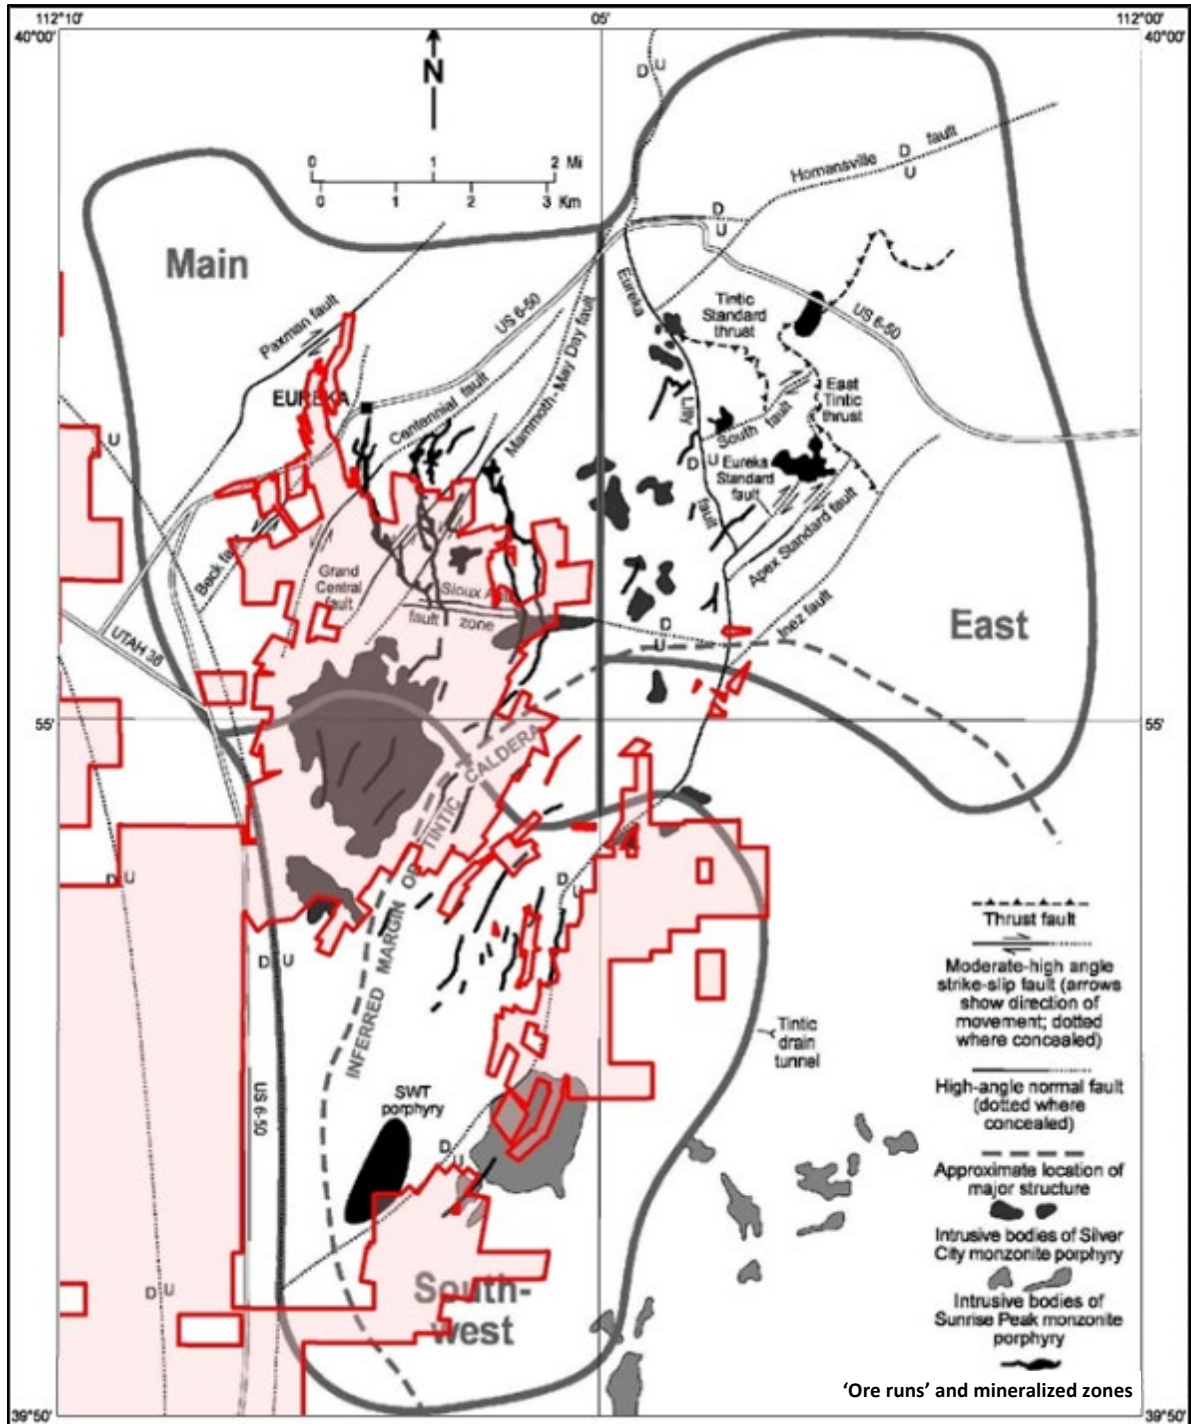 112°10'
05'
112°00'
40°00'
40°00'
N
0 1 2 Mi
0 1 2 3 Km
D U
Homansville fault
D
U
D
U
Main
Paxman fault
US 6-50
Eureka
Tintic
Standard
thrust
US 6-50
EUREKA
Centennial fault
Mammoth-May Day fault
Lilly
East
Tintic
thrust
South fault
U
D U
Eureka
Standard
fault
fault
Apex Standard fault
Grand
Central
fault
Sioux
fault zone
Inez fault
East
D
U
UTAH 36
55'
55'
INFERRED MARGIN OF TINTIC CALDERA
D U
D
U
D U
Tintic
drain
tunnel
US 6-50
SWT
porphyry
D
U
D U
South-
west
Thrust fault
Moderate-high angle
strike-slip fault (arrows
show direction of
movement; dotted
where concealed)
High-angle normal fault
(dotted where
concealed)
Approximate location of
major structure
Intrusive bodies of Silver
City monzonite porphyry
Intrusive bodies of
Sunrise Peak monzonite
porphyry
'Ore runs' and mineralized zones
39°50'
39°50'